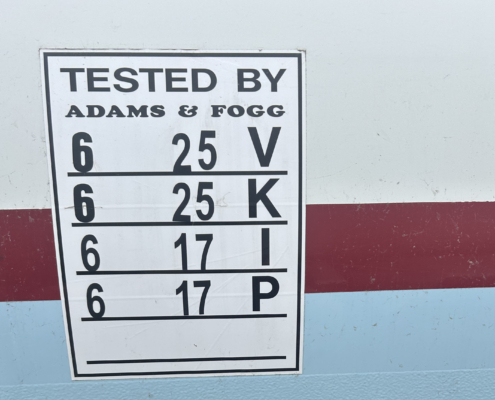 TESTED BY
ADAMS & FOGG
6 25 V
6 25 K
6 17 I
6 17 P